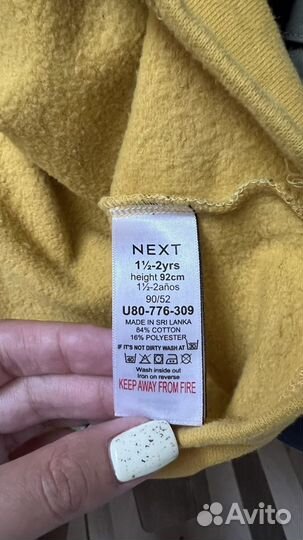 NEXT
1½-2yrs
height 92cm
1½-2años
90/52
U80-776-309
MADE IN SRI LANKA
84% COTTON
16% POLYESTER
IF IT'S NOT DIRTY WASH AT 30
Wash inside out
Iron on reverse
KEEP AWAY FROM FIRE
Avito